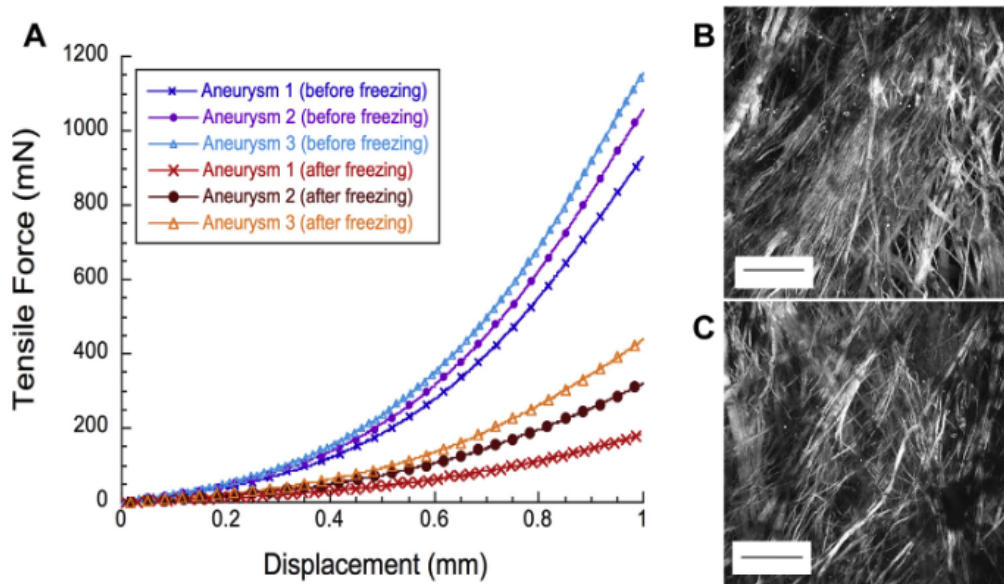 A
Tensile Force (mN)
1200
1000
800
600
400
200
0
Aneurysm 1 (before freezing)
Aneurysm 2 (before freezing)
Aneurysm 3 (before freezing)
Aneurysm 1 (after freezing)
Aneurysm 2 (after freezing)
Aneurysm 3 (after freezing)
0 0.2 0.4 0.6 0.8 1
Displacement (mm)
B
C